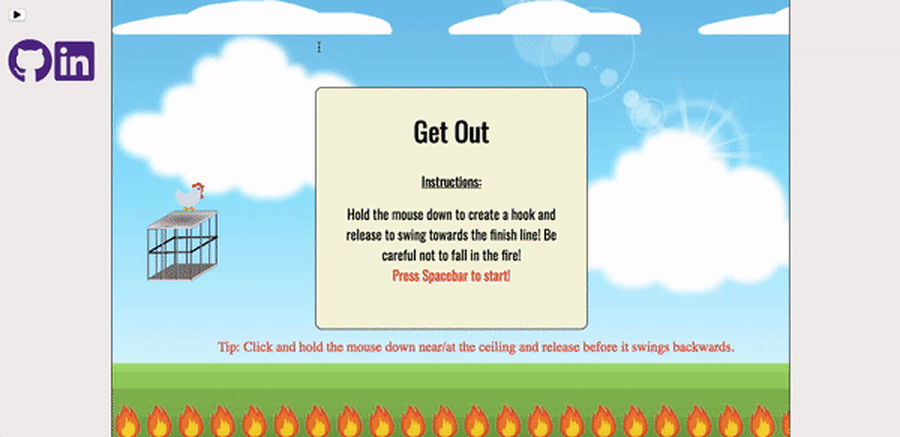 in
Get Out
Instructions:
Hold the mouse down to create a hook and
release to swing towards the finish line! Be
careful not to fall in the fire!
Press Spacebar to start!
Tip: Click and hold the mouse down near/at the ceiling and release before it swings backwards.